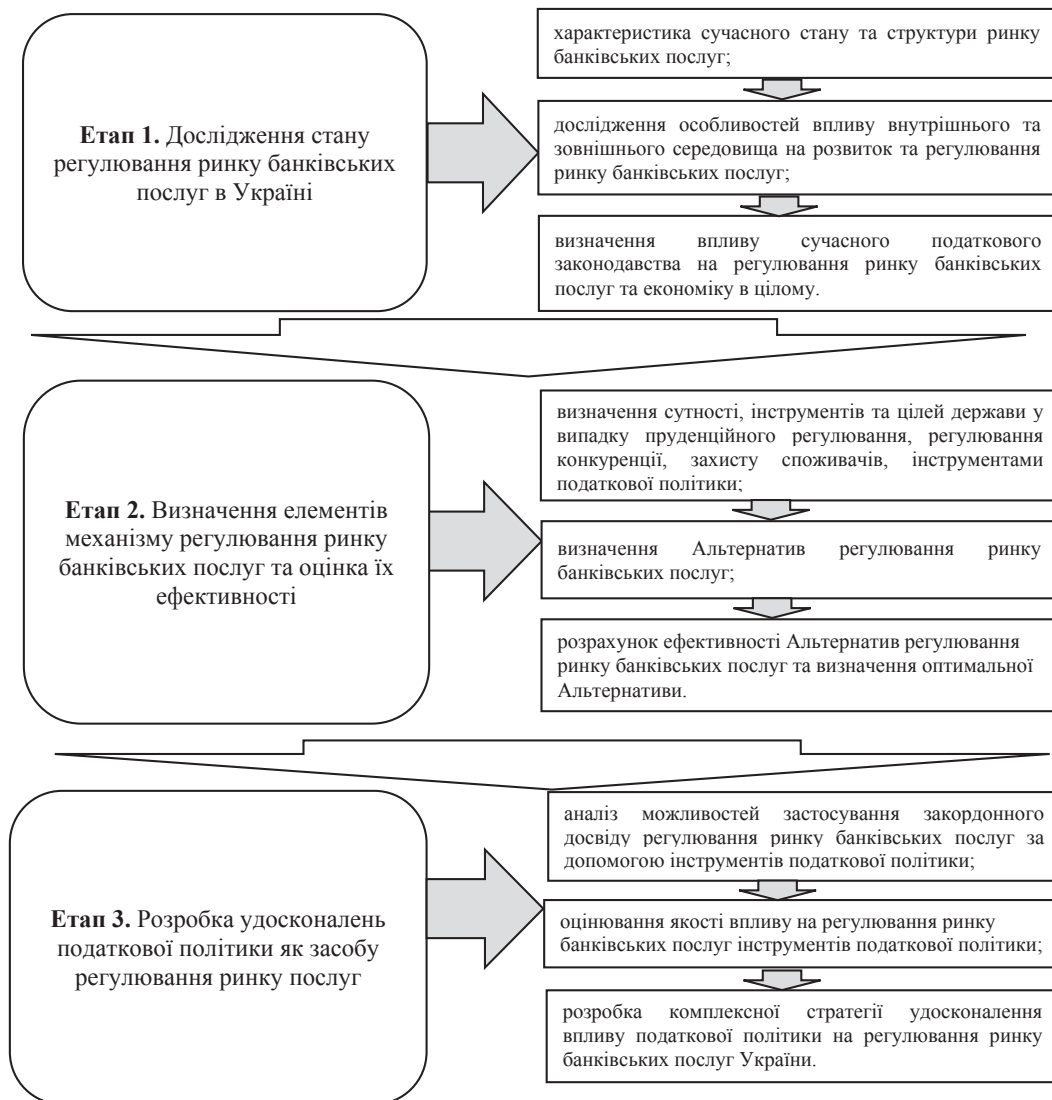 характеристика сучасного стану та структури ринку
банківських послуг;
Етап 1. Дослідження стану
регулювання ринку банківських
послуг в Україні
дослідження особливостей впливу внутрішнього та
зовнішнього середовища на розвиток та регулювання
ринку банківських послуг;
визначення впливу сучасного податкового
законодавства на регулювання ринку банківських
послуг та економіку в цілому.
визначення сутності, інструментів та цілей держави у
випадку пруденційного регулювання, регулювання
конкуренції, захисту споживачів, інструментами
податкової політики;
Етап 2. Визначення елементів
механізму регулювання ринку
банківських послуг та оцінка їх
ефективності
визначення Альтернатив регулювання ринку
банківських послуг;
розрахунок ефективності Альтернатив регулювання
ринку банківських послуг та визначення оптимальної
Альтернативи.
аналіз можливостей застосування закордонного
досвіду регулювання ринку банківських послуг за
допомогою інструментів податкової політики;
Етап 3. Розробка удосконалень
податкової політики як засобу
регулювання ринку послуг
оцінювання якості впливу на регулювання ринку
банківських послуг інструментів податкової політики;
розробка комплексної стратегії удосконалення
впливу податкової політики на регулювання ринку
банківських послуг України.